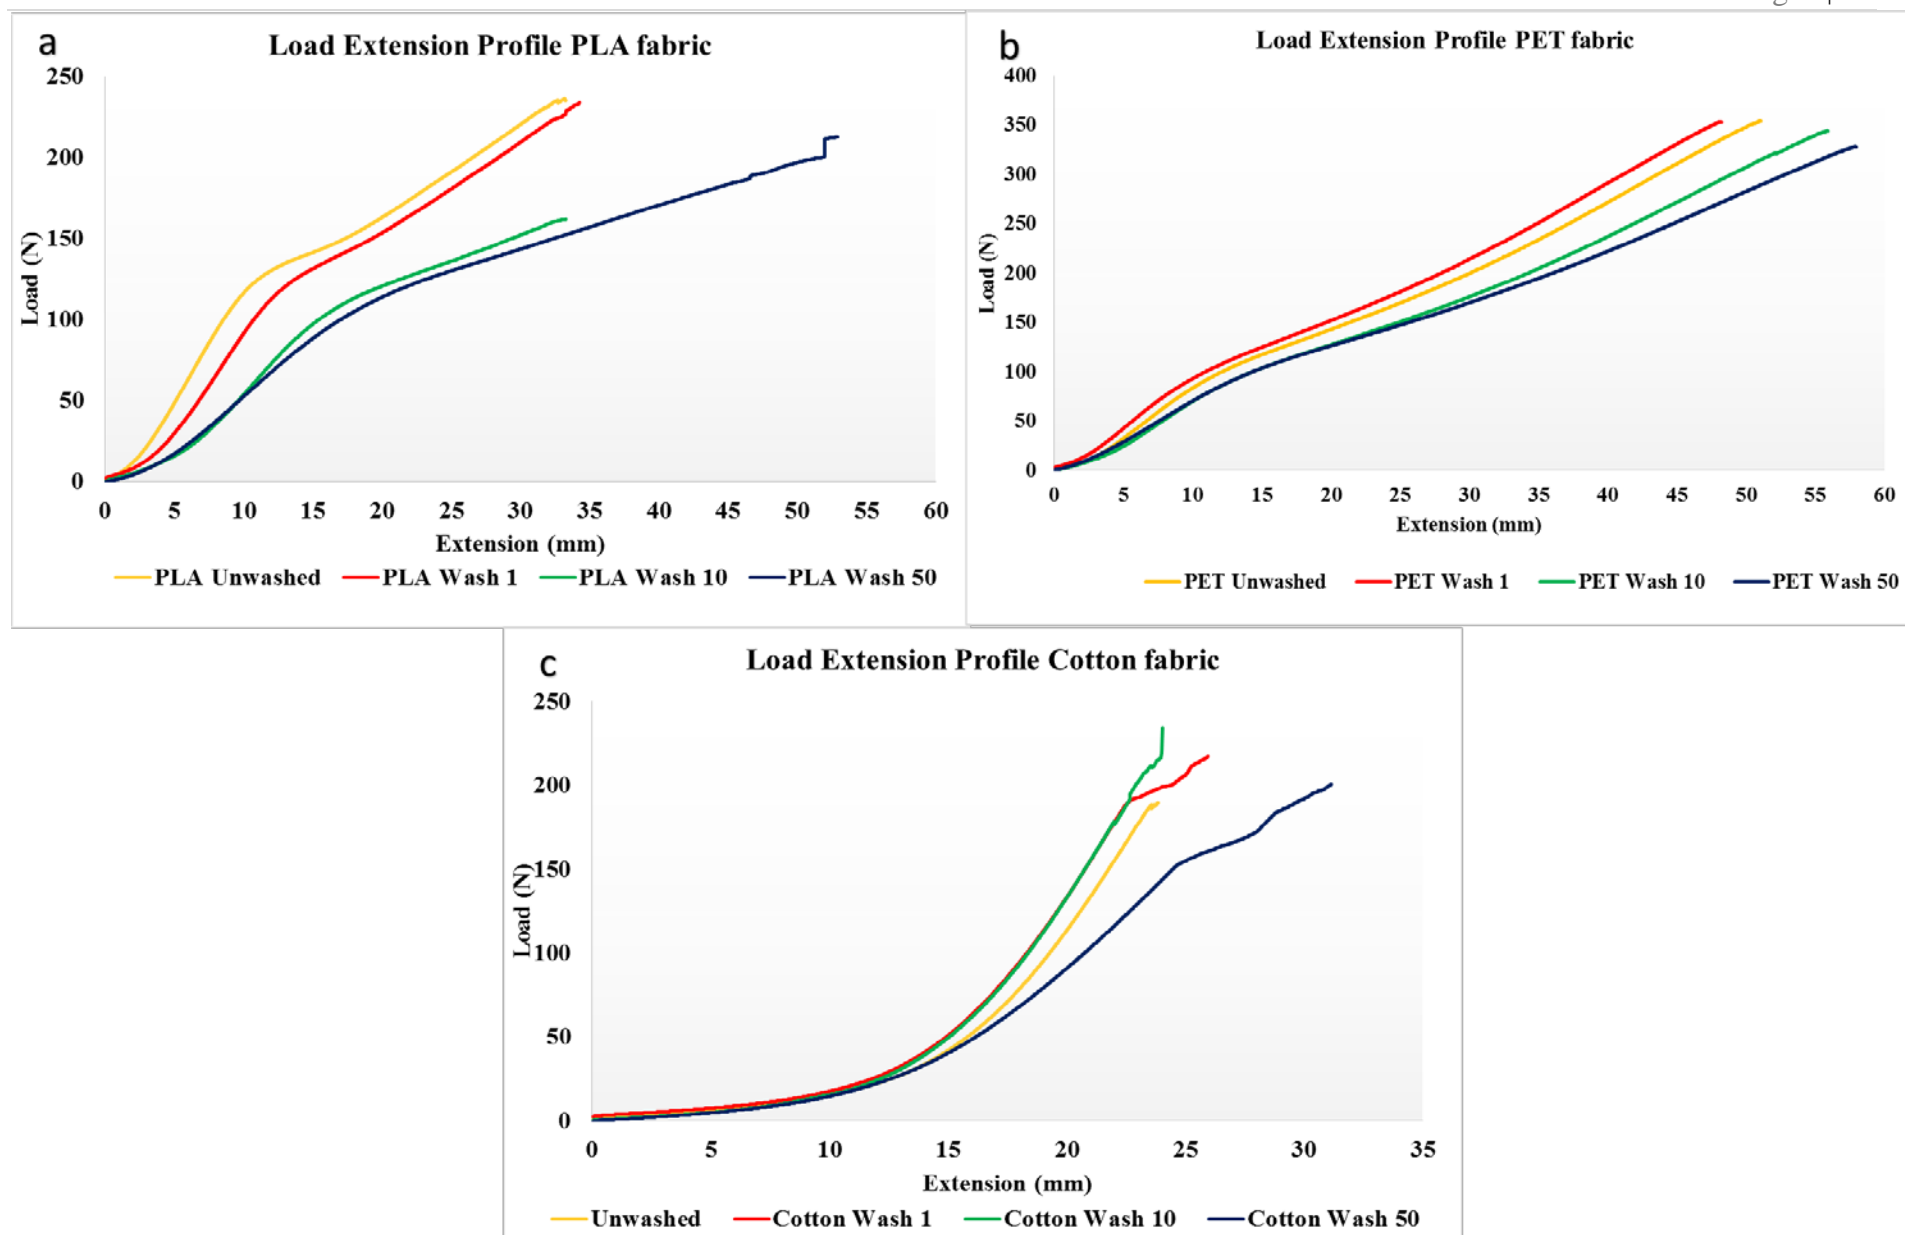 a
Load Extension Profile PLA fabric
250
200
150
100
50
0
Load (N)
0 5 10 15 20 25 30 35 40 45 50 55 60
Extension (mm)
PLA Unwashed PLA Wash 1 PLA Wash 10 PLA Wash 50
b
Load Extension Profile PET fabric
400
350
300
250
200
150
100
50
0
Load (N)
0 5 10 15 20 25 30 35 40 45 50 55 60
Extension (mm)
PET Unwashed PET Wash 1 PET Wash 10 PET Wash 50
c
Load Extension Profile Cotton fabric
250
200
150
100
50
0
Load (N)
0 5 10 15 20 25 30 35
Extension (mm)
Unwashed Cotton Wash 1 Cotton Wash 10 Cotton Wash 50